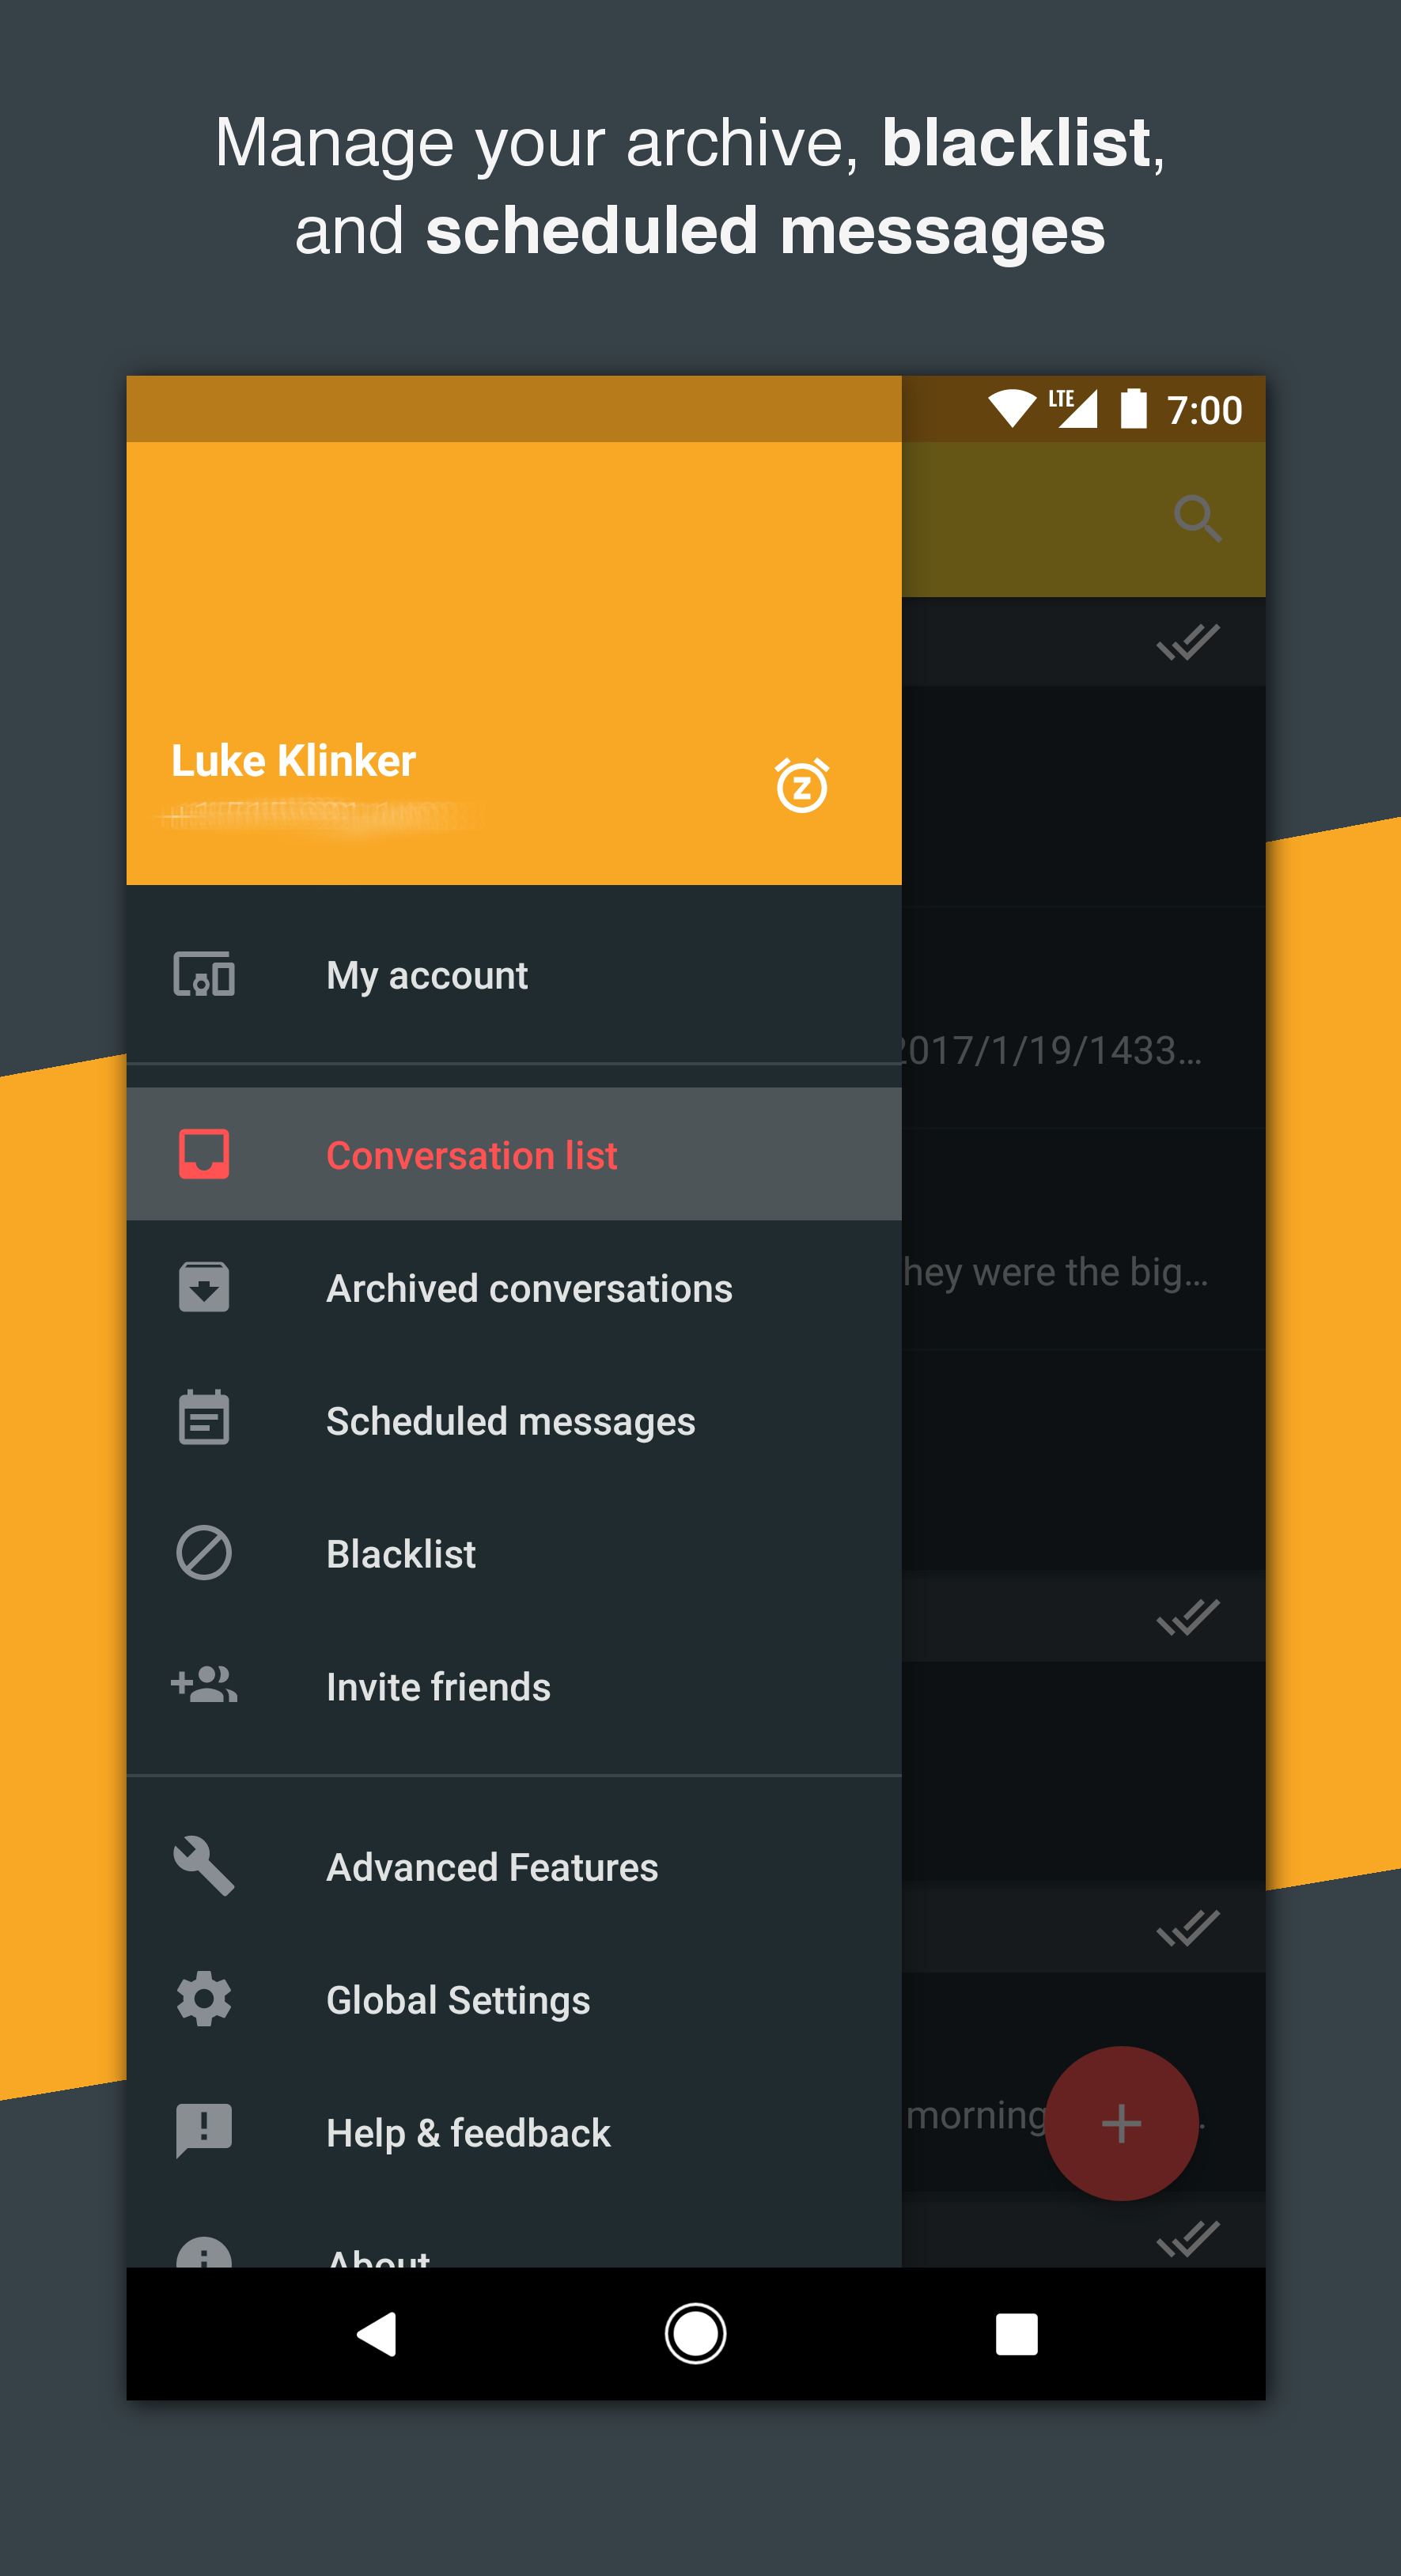 Manage your archive, blacklist,
and scheduled messages
LTE 7:00
Luke Klinker
My account
2017/1/19/1433...
Conversation list
hey were the big...
Archived conversations
Scheduled messages
Blacklist
Invite friends
Advanced Features
Global Settings
morning
Help & feedback
About